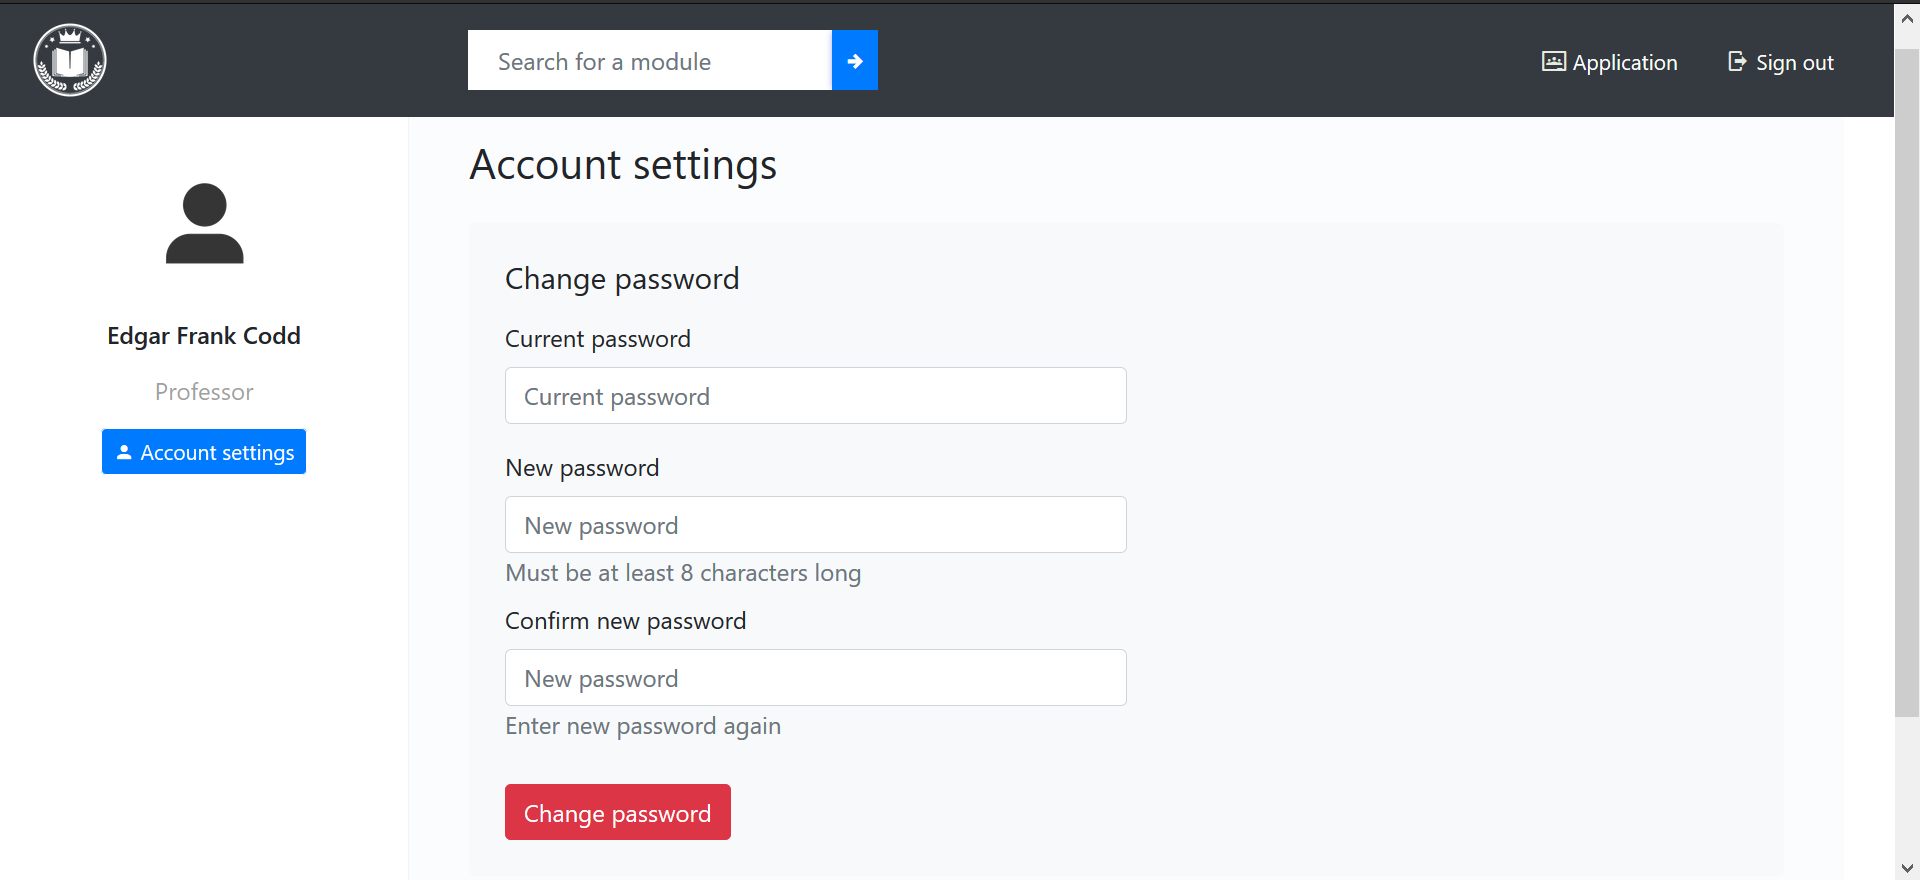 Search for a module
Application
Sign out
Edgar Frank Codd
Professor
Account settings
Account settings
Change password
Current password
Current password
New password
New password
Must be at least 8 characters long
Confirm new password
New password
Enter new password again
Change password